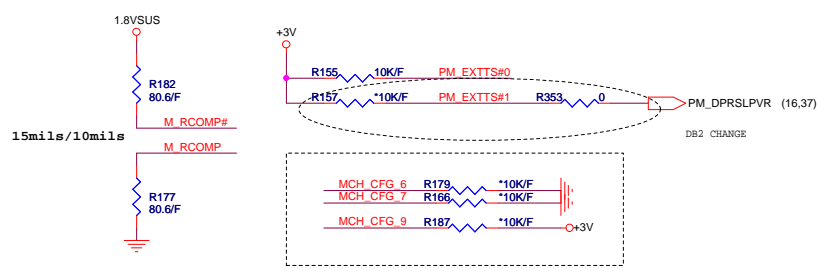 1.8VSUS
+3V
R155 10K/F PM_EXTTS#0
R182
80.6/F
R157 *10K/F PM_EXTTS#1 R353 0 PM_DPRSLPVR (16,37)
M_RCOMP#
15mils/10mils
DB2 CHANGE
M_RCOMP
R177
80.6/F
MCH_CFG_6 R179 *10K/F
MCH_CFG_7 R166 *10K/F
MCH_CFG_9 R187 *10K/F +3V